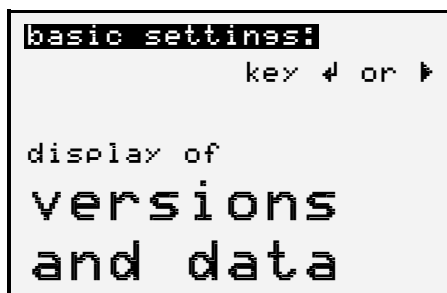 basic settings:
key ↲ or ▶
display of
versions
and data